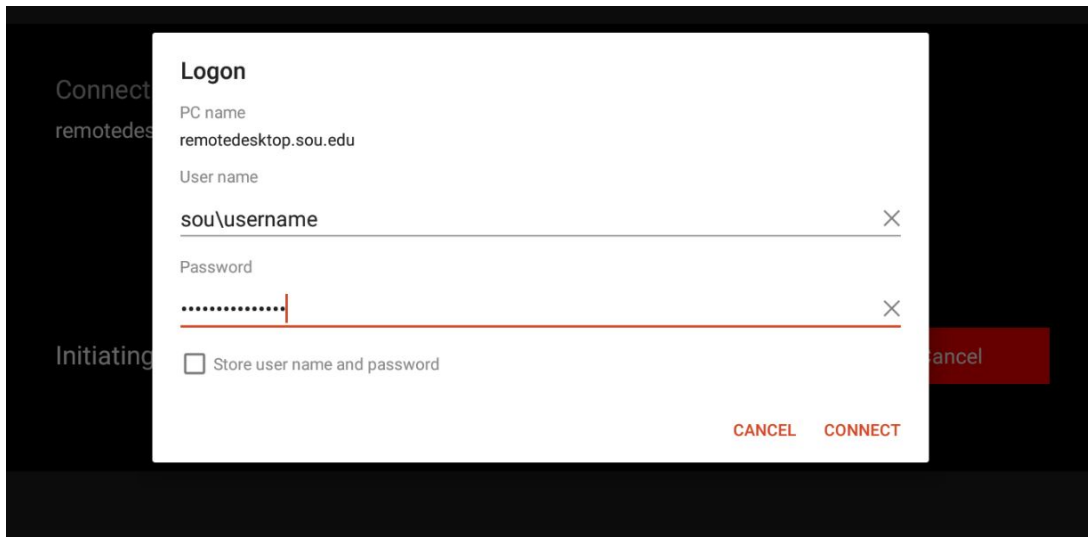 Logon
PC name
remotedesktop.sou.edu
User name
sou\username
Password
•••••••••••••••
Store user name and password
CANCEL CONNECT
Connect
remotedes
Initiating
ancel